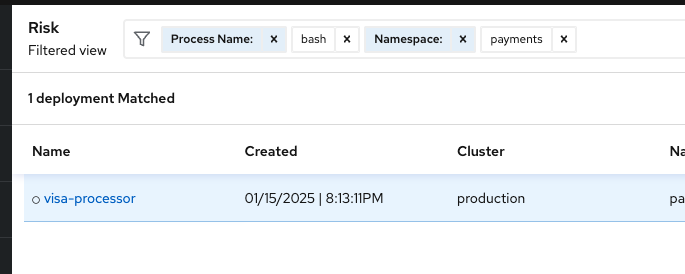 Risk
Filtered view
Process Name: × bash × Namespace: × payments ×
1 deployment Matched
Name Created Cluster Na
visa-processor 01/15/2025 | 8:13:11PM production pa